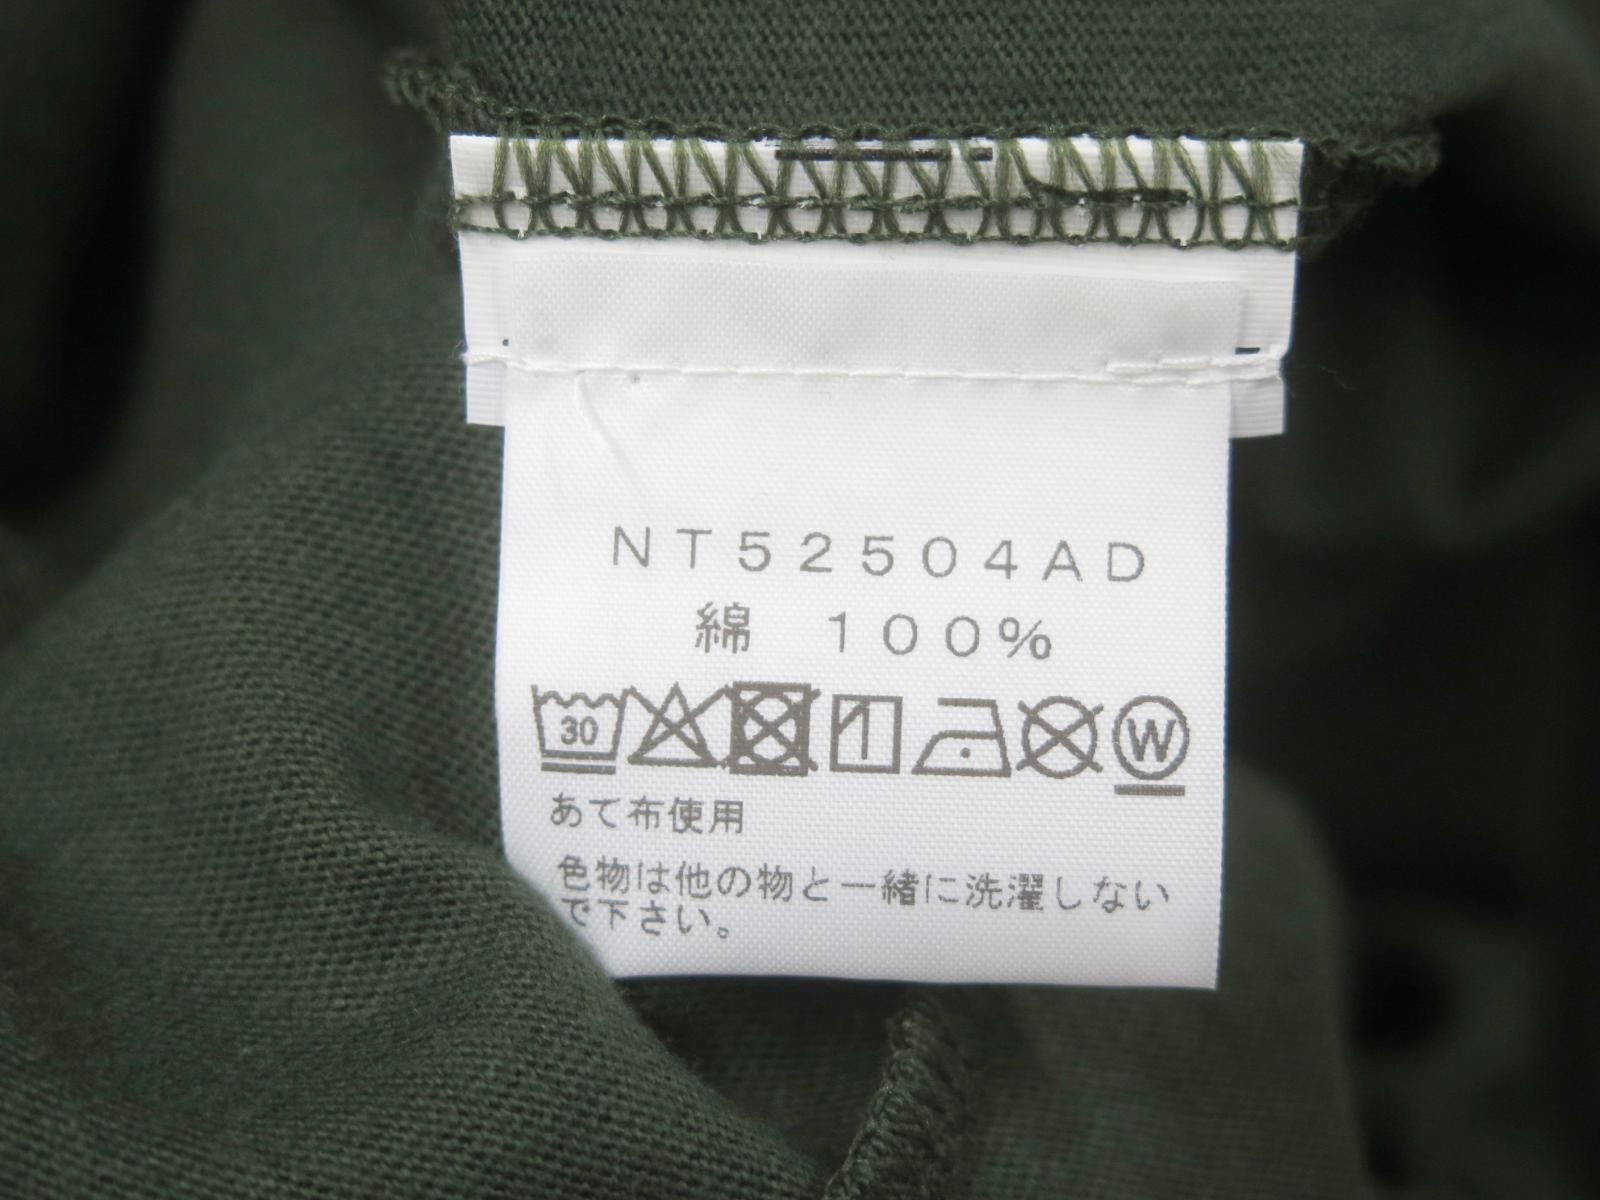 NT52504AD
綿 100%
30 W
あて布使用
色物は他の物と一緒に洗濯しない
で下さい。